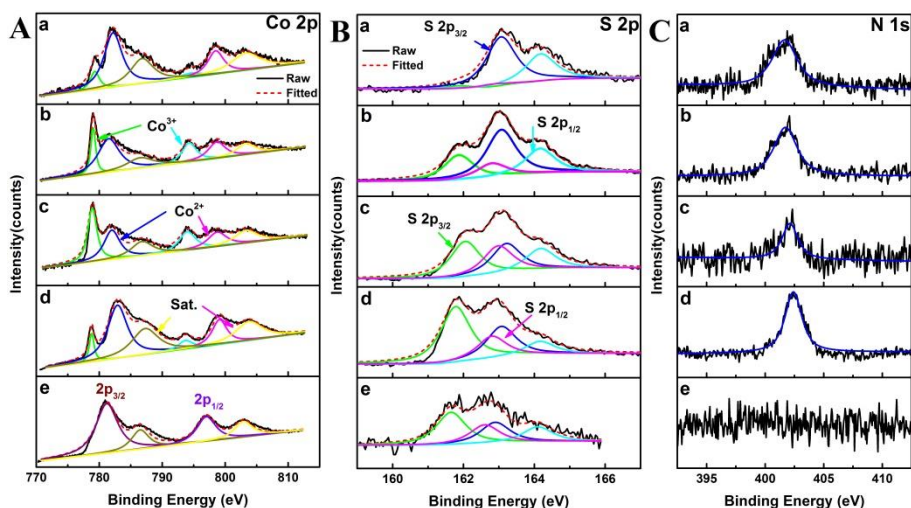 A
B
C
Co 2p
S 2p
N 1s
a
b
c
d
e
Raw
Fitted
Co3+
Co2+
Sat.
2p3/2
2p1/2
770 780 790 800 810
Binding Energy (eV)
Intensity(counts)
a
b
c
d
e
S 2p3/2
Raw
Fitted
S 2p1/2
S 2p3/2
S 2p1/2
160 162 164 166
Binding Energy (eV)
Intensity(counts)
a
b
c
d
e
395 400 405 410
Binding Energy (eV)
Intensity(counts)